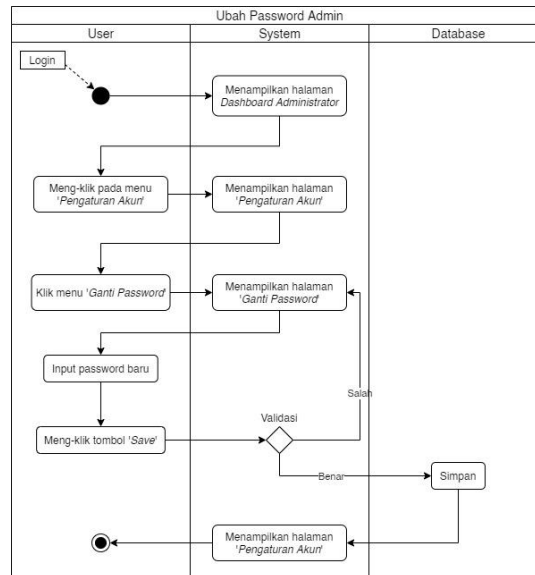 Ubah Password Admin
User
System
Database
Login
Menampilkan halaman
Dashboard Administrator
Meng-klik pada menu
'Pengaturan Akun'
Menampilkan halaman
'Pengaturan Akun'
Klik menu 'Ganti Password'
Menampilkan halaman
'Ganti Password'
Input password baru
Salah
Validasi
Meng-klik tombol 'Save'
Benar
Simpan
Menampilkan halaman
'Pengaturan Akun'